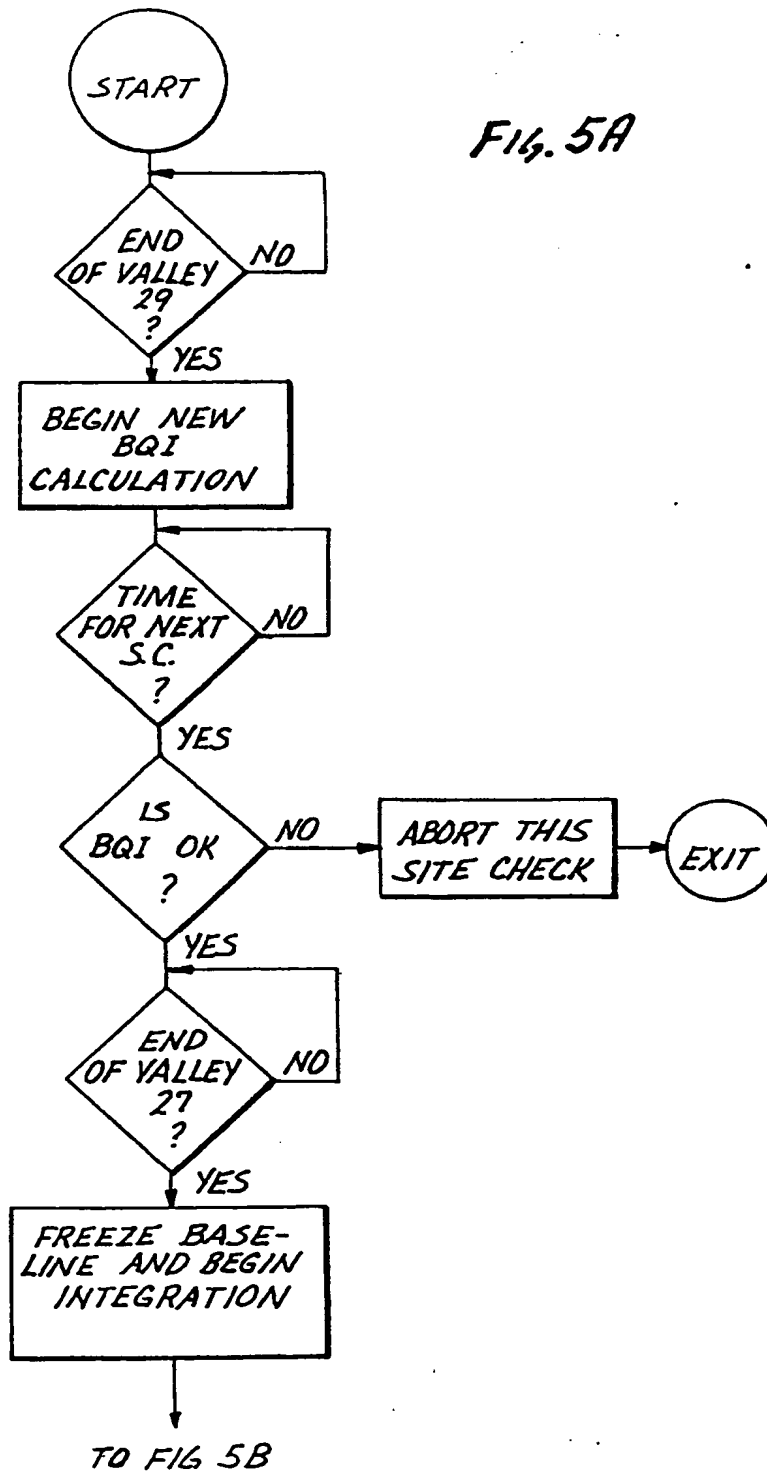 START
FIG. 5A
END
OF VALLEY
29
?
NO
YES
BEGIN NEW
BQI
CALCULATION
TIME
FOR NEXT
S.C.
?
NO
YES
IS
BQI OK
?
NO
ABORT THIS
SITE CHECK
EXIT
YES
END
OF VALLEY
27
?
NO
YES
FREEZE BASE-
LINE AND BEGIN
INTEGRATION
TO FIG 5B